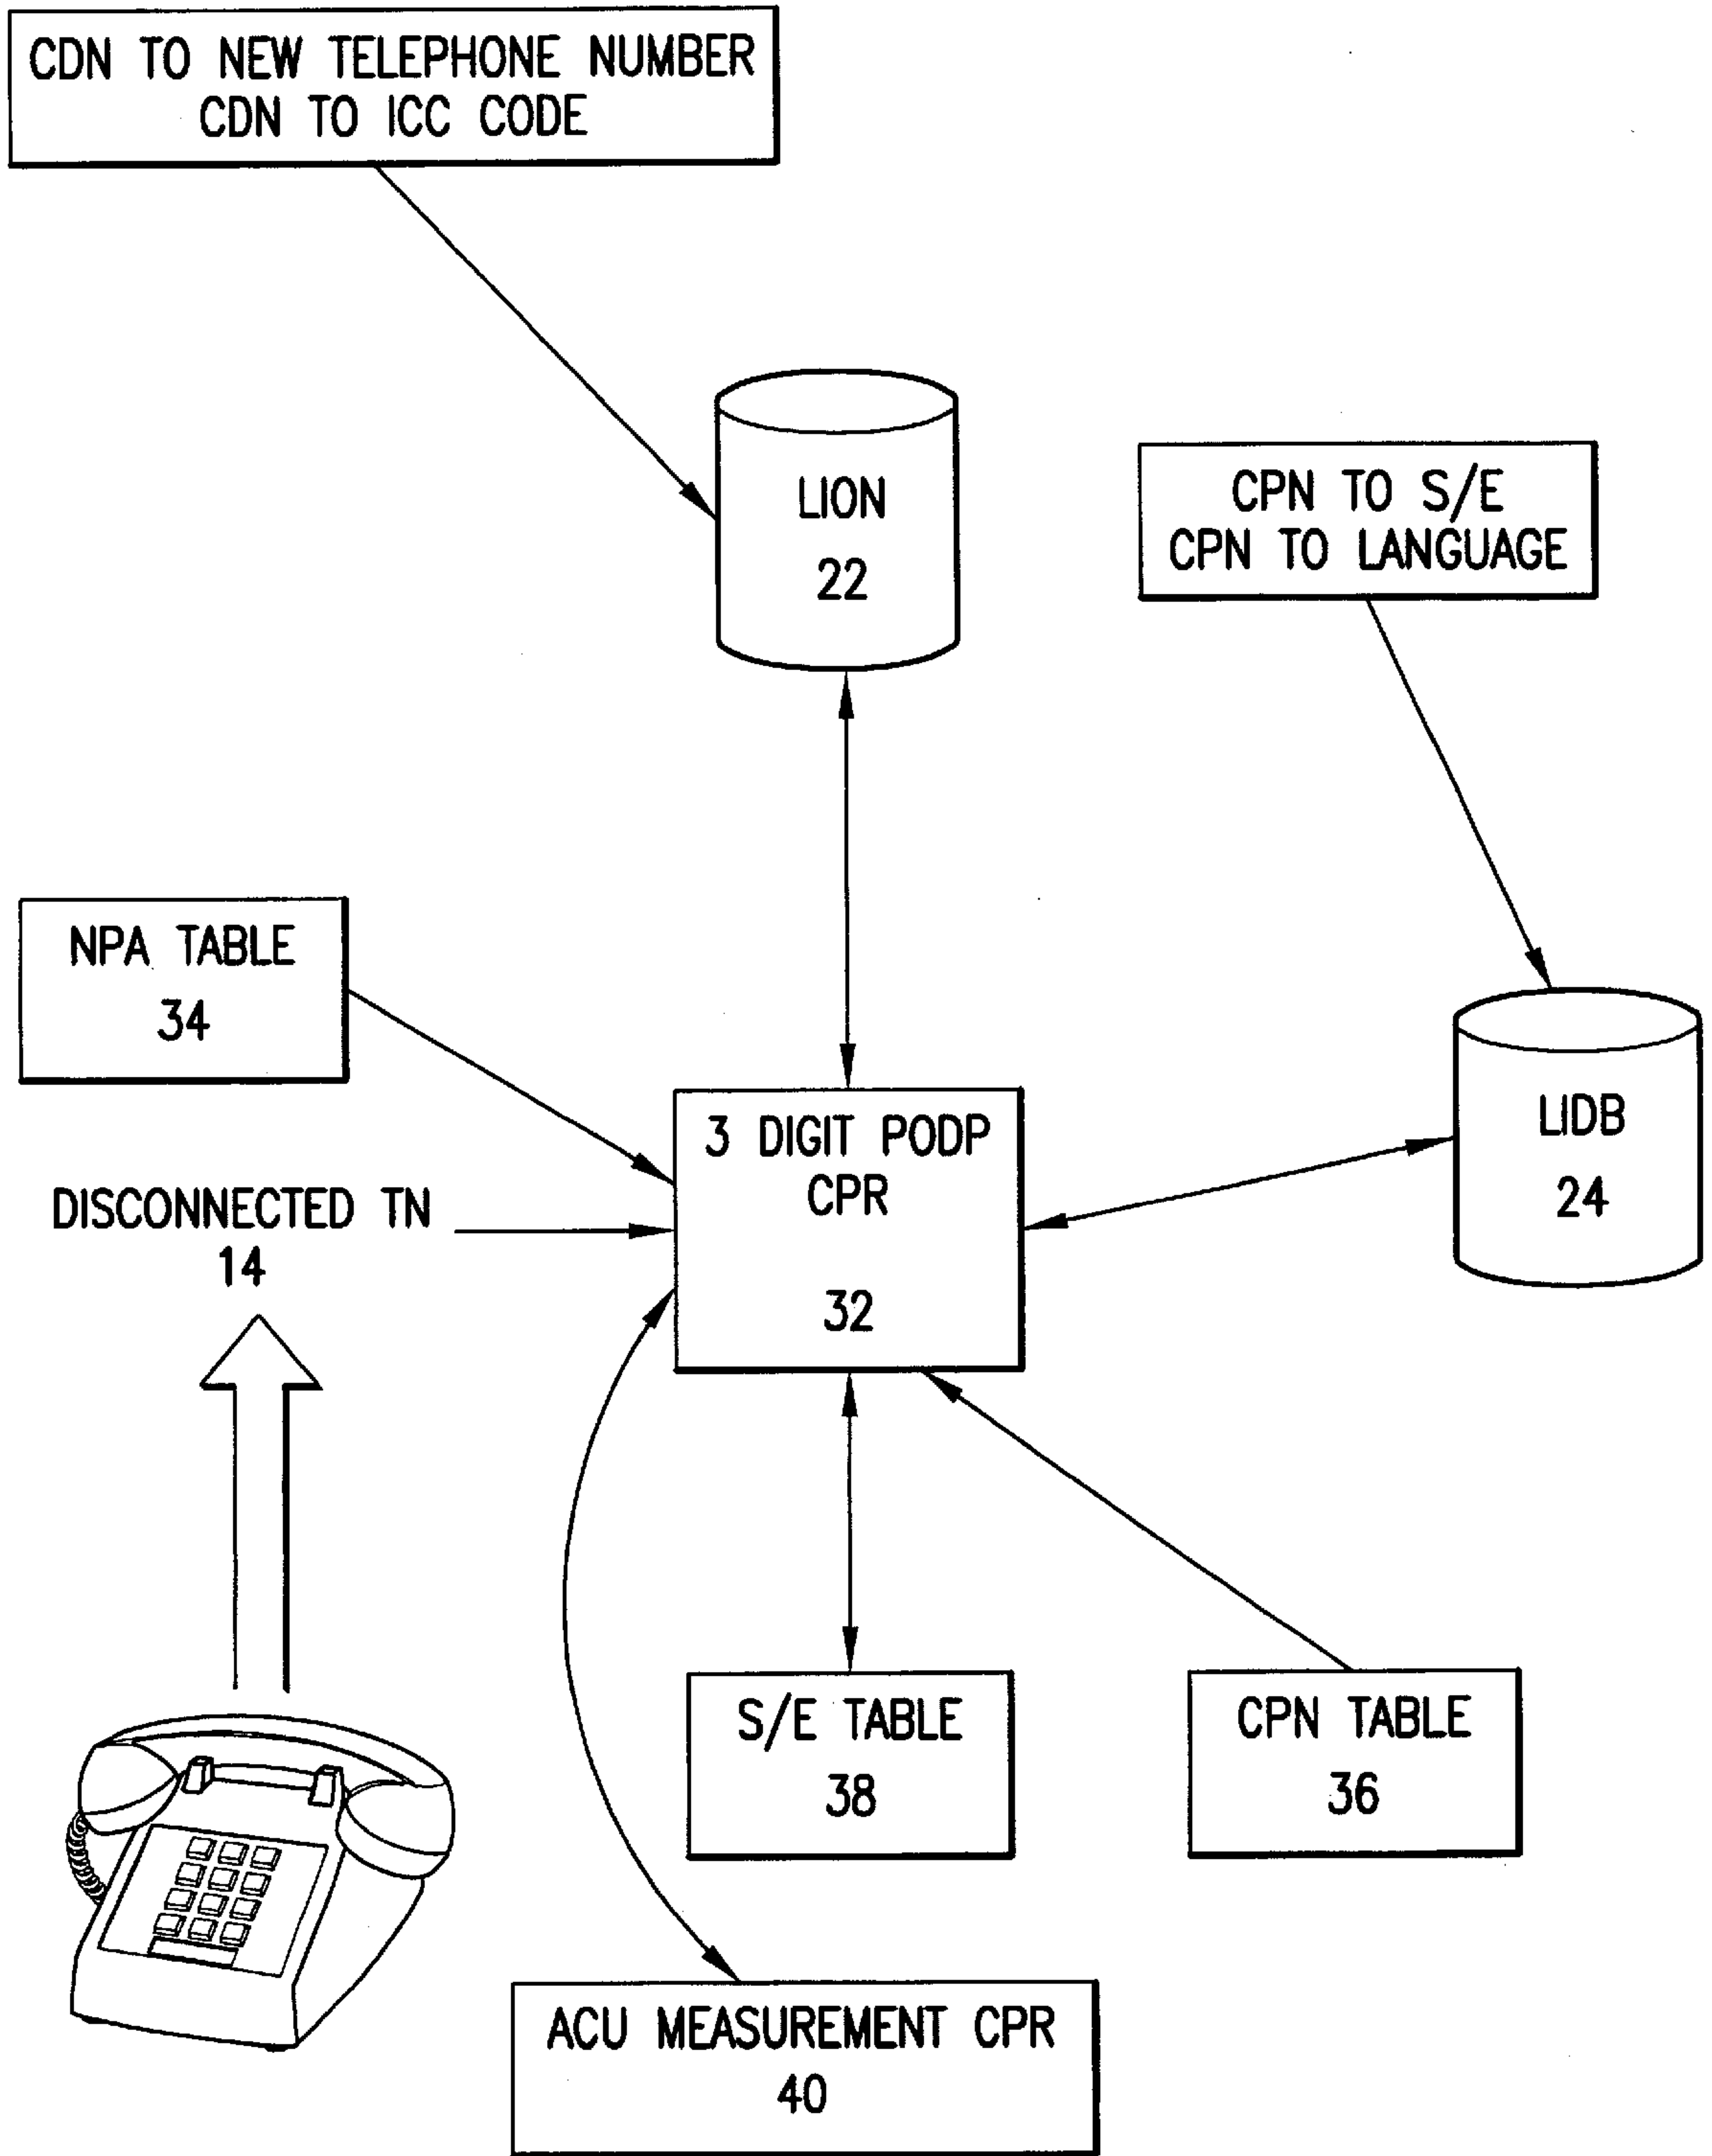 CDN TO NEW TELEPHONE NUMBER
CDN TO ICC CODE
LION
22
CPN TO S/E
CPN TO LANGUAGE
NPA TABLE
34
3 DIGIT PODP
CPR
32
LIDB
24
DISCONNECTED TN
14
S/E TABLE
38
CPN TABLE
36
ACU MEASUREMENT CPR
40